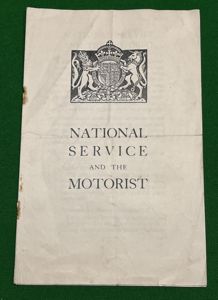 NATIONAL
SERVICE
AND THE
MOTORIST